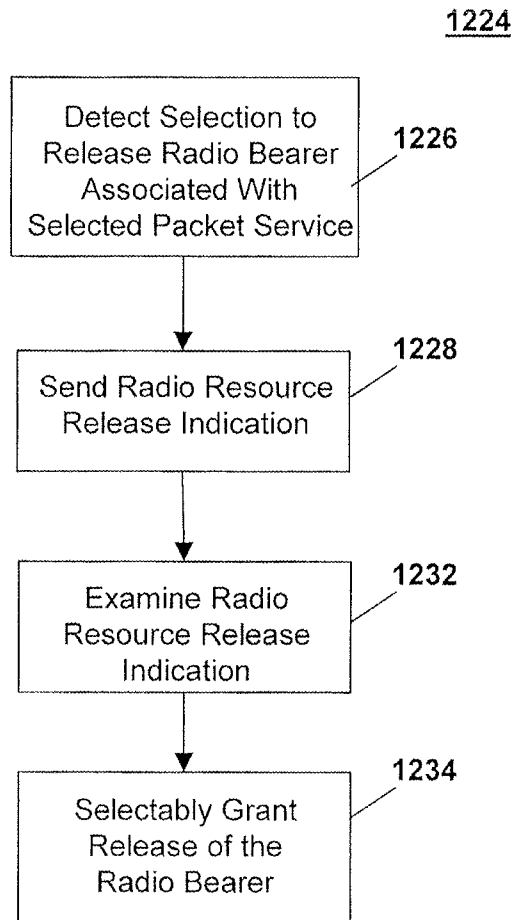 1224
Detect Selection to
Release Radio Bearer
Associated With
Selected Packet Service
1226
1228
Send Radio Resource
Release Indication
1232
Examine Radio
Resource Release
Indication
1234
Selectably Grant
Release of the
Radio Bearer